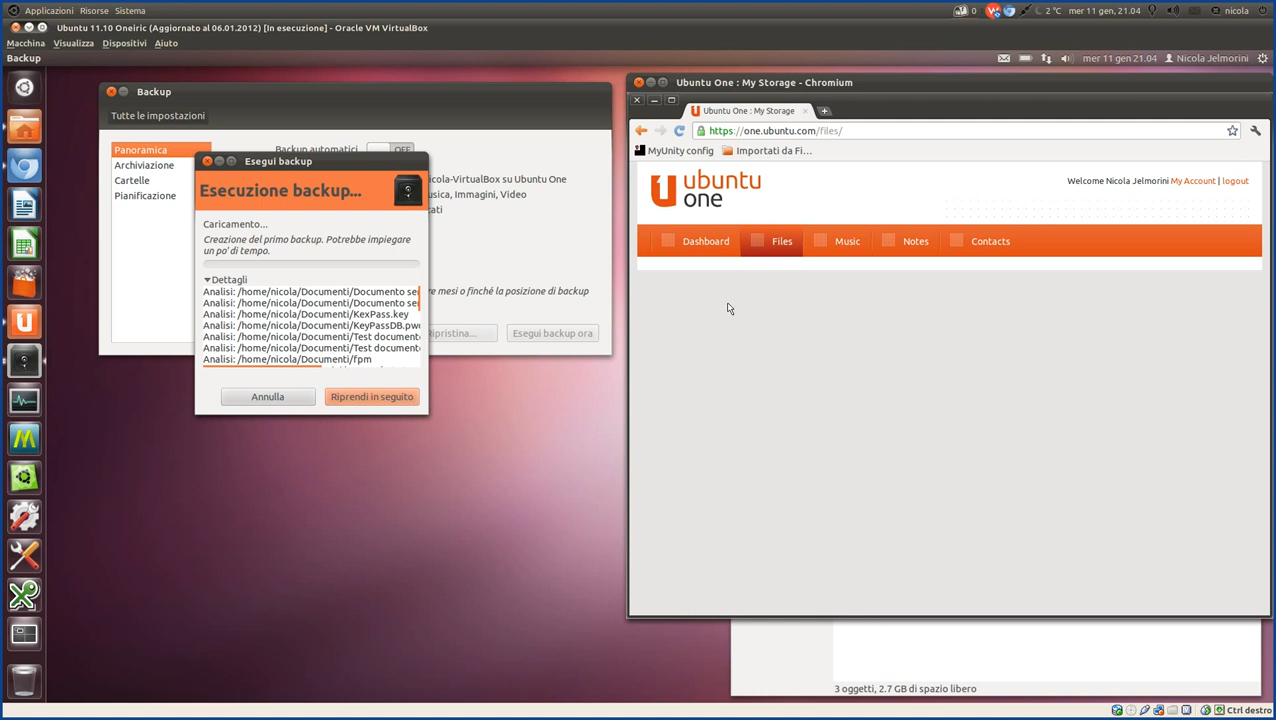 Applicazioni Risorse Sistema
0 2 °C mer 11 gen, 21.04 nicola
Ubuntu 11.10 Oneiric (Aggiornato al 06.01.2012) [In esecuzione] - Oracle VM VirtualBox
Macchina Visualizza Dispositivi Aiuto
Backup
mer 11 gen 21:04 Nicola Jelmorini
Backup
Tutte le impostazioni
Panoramica
Archiviazione
Cartelle
Pianificazione
Backup automatici OFF
icola-VirtualBox su Ubuntu One
usica, Immagini, Video
cati
re mesi o finché la posizione di backup
Ripristina...
Esegui backup ora
Esegui backup
Esecuzione backup...
Caricamento...
Creazione del primo backup. Potrebbe impiegare
un po' di tempo.
Dettagli
Analisi: /home/nicola/Documenti/Documento se
Analisi: /home/nicola/Documenti/Documento se
Analisi: /home/nicola/Documenti/KexPass.key
Analisi: /home/nicola/Documenti/KeyPassDB.pwd
Analisi: /home/nicola/Documenti/Test document
Analisi: /home/nicola/Documenti/Test document
Analisi: /home/nicola/Documenti/fpm
Annulla
Riprendi in seguito
Ubuntu One : My Storage - Chromium
Ubuntu One : My Storage
https://one.ubuntu.com/files/
MyUnity config
Importati da Fi...
ubuntu
one
Welcome Nicola Jelmorini My Account | logout
Dashboard Files Music Notes Contacts
3 oggetti, 2.7 GB di spazio libero
Ctrl destro